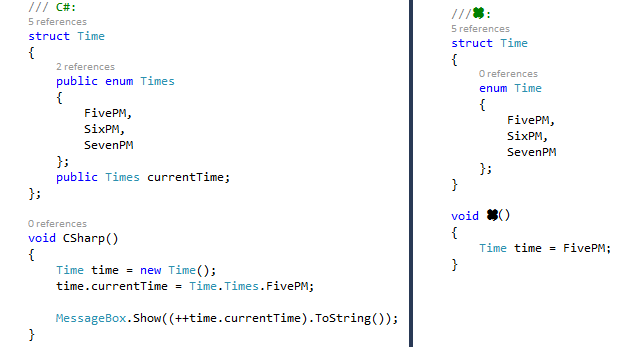 /// C#:
5 references
struct Time
{
2 references
public enum Times
{
FivePM,
SixPM,
SevenPM
};
public Times currentTime;
};
0 references
void CSharp()
{
Time time = new Time();
time.currentTime = Time.Times.FivePM;
MessageBox.Show((++time.currentTime).ToString());
}
/// :
5 references
struct Time
{
0 references
enum Time
{
FivePM,
SixPM,
SevenPM
};
}
void ()
{
Time time = FivePM;
}